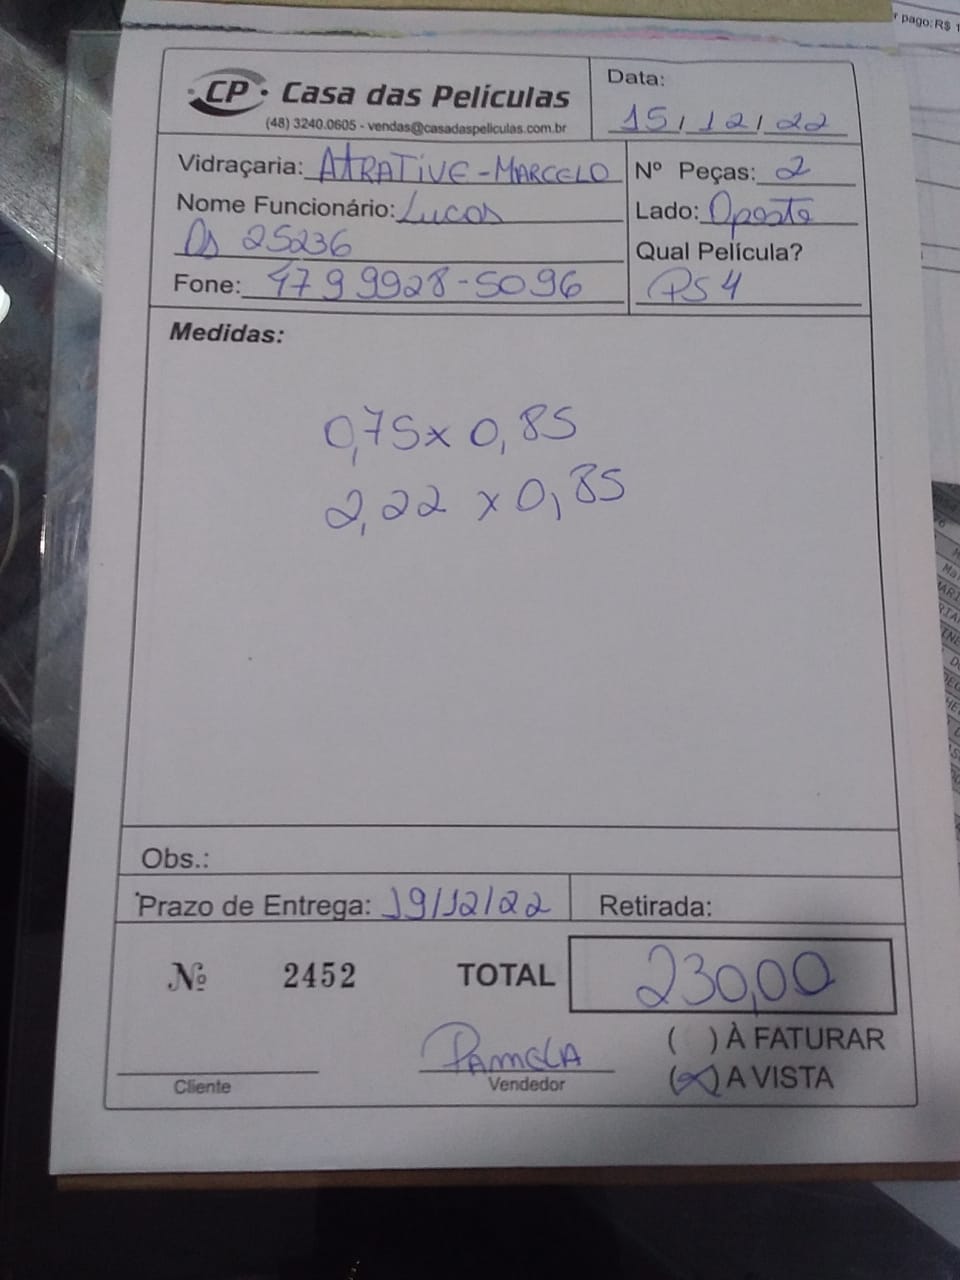 r pago: R$ 1
CP Casa das Películas
(48) 3240.0605 - vendas@casadaspeliculas.com.br
Data:
15/12/22
Vidraçaria: ATRATIVE - MARCELO
Nome Funcionário: Lucas
Os 25236
Fone: 47 9 9928-5096
Nº Peças: 2
Lado: Oposto
Qual Película?
PS4
Medidas:
0,75 x 0,85
2,22 x 0,85
Obs.:
Prazo de Entrega: 19/12/22
Retirada:
Nº 2452
TOTAL 230,00
( ) À FATURAR
(x) A VISTA
Cliente
PAMELA
Vendedor